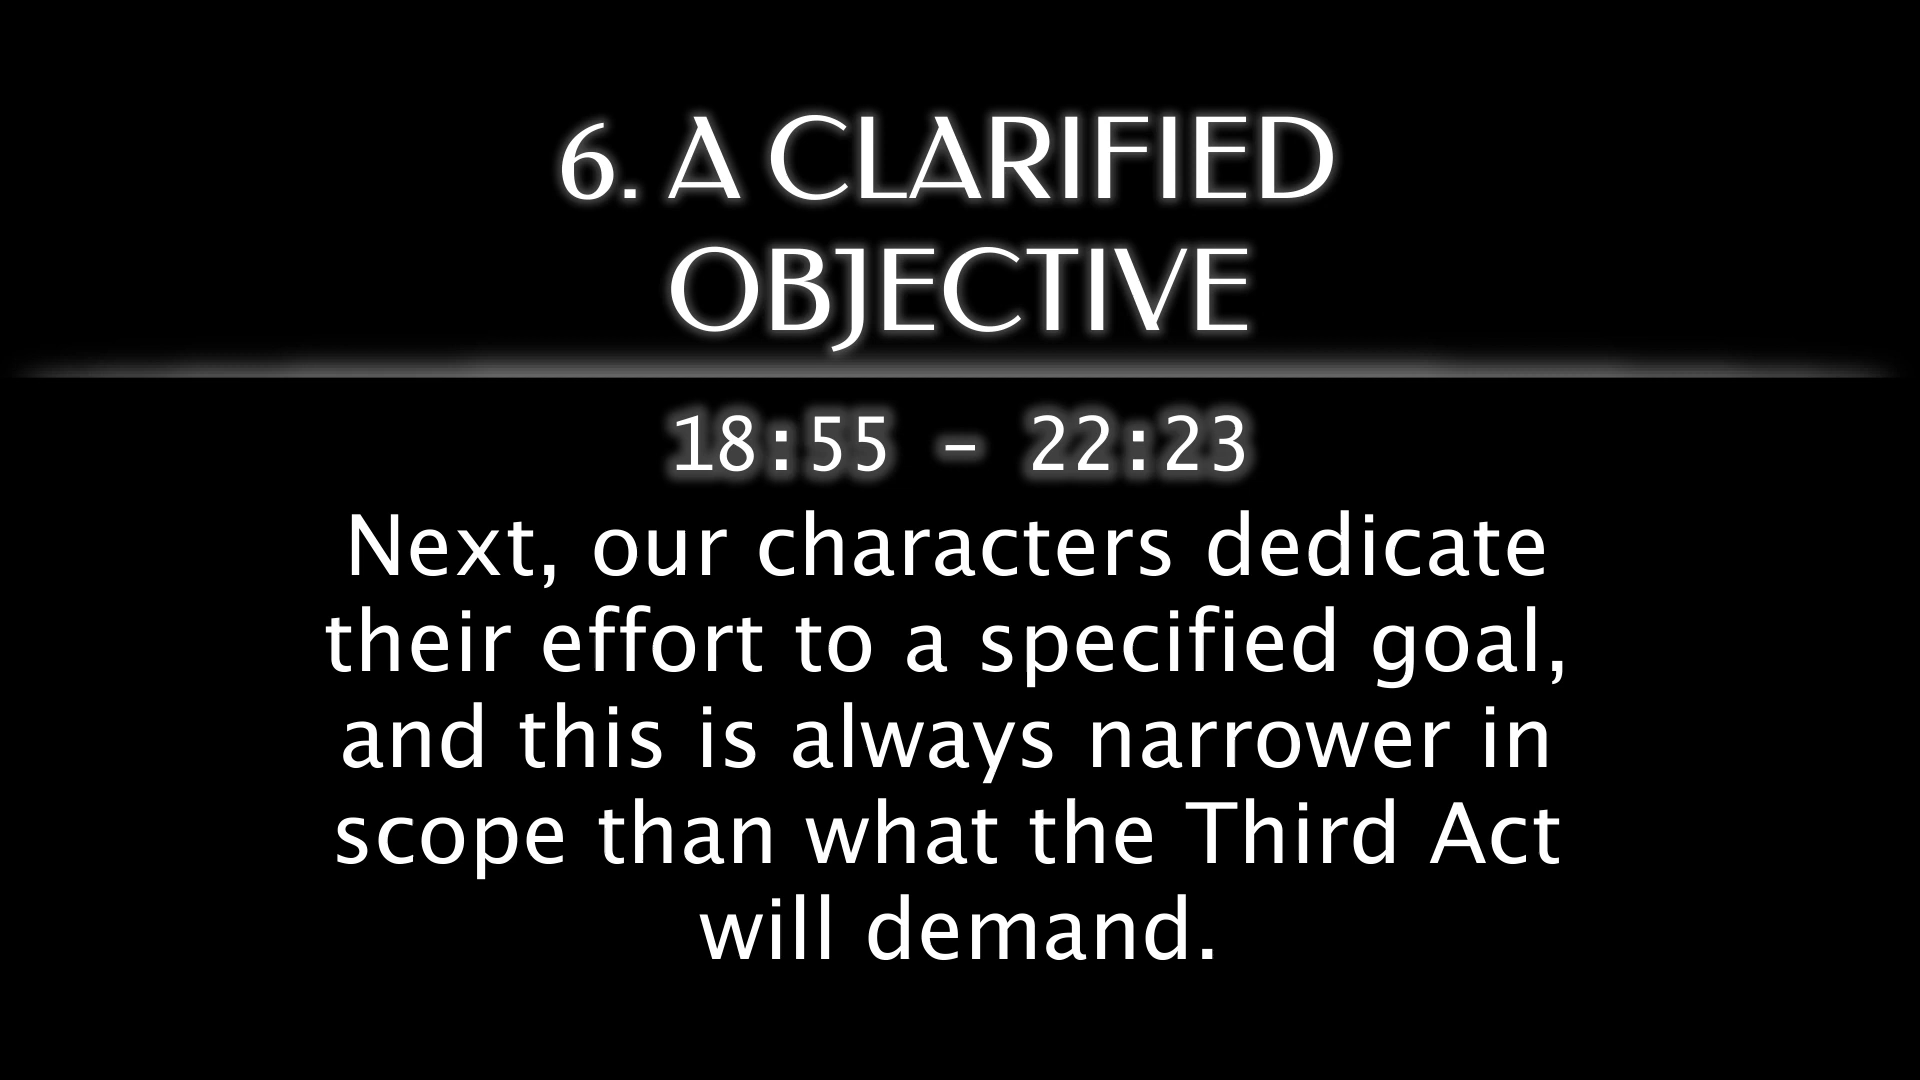 6. A CLARIFIED
OBJECTIVE
18:55 – 22:23
Next, our characters dedicate
their effort to a specified goal,
and this is always narrower in
scope than what the Third Act
will demand.